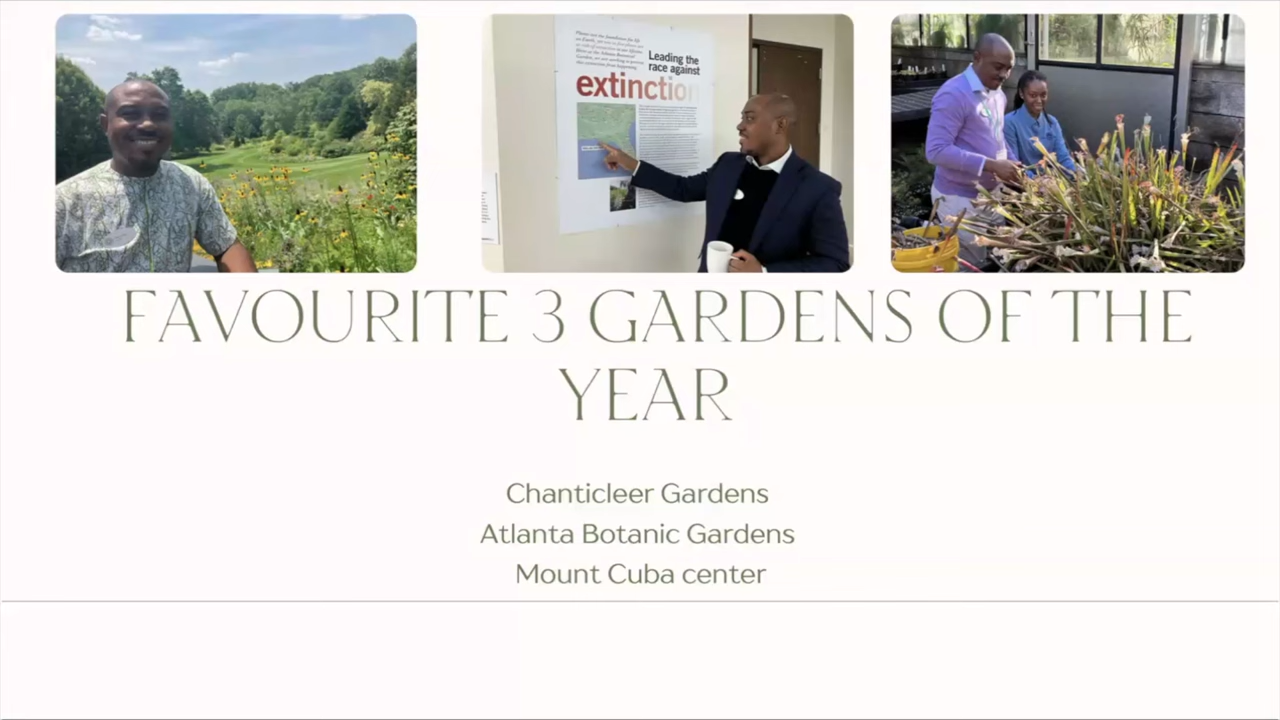 Leading the
race against
extinction
FAVOURITE 3 GARDENS OF THE
YEAR
Chanticleer Gardens
Atlanta Botanic Gardens
Mount Cuba center